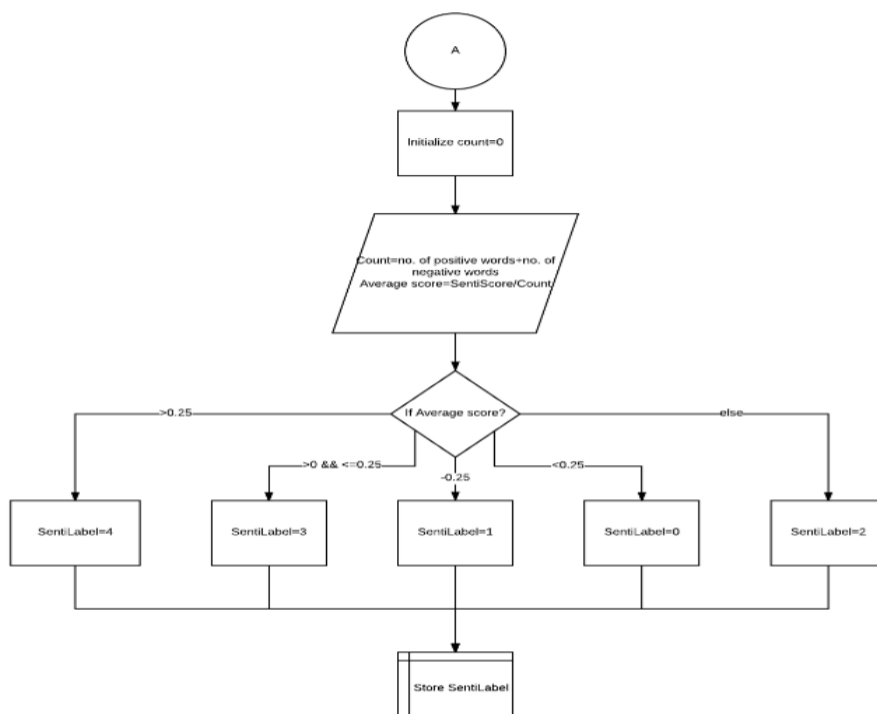 A
Initialize count=0
Count=no. of positive words+no. of
negative words
Average score=SentiScore/Count
If Average score?
>0.25
else
>0 && <=0.25
-0.25
<0.25
SentiLabel=4
SentiLabel=3
SentiLabel=1
SentiLabel=0
SentiLabel=2
Store SentiLabel